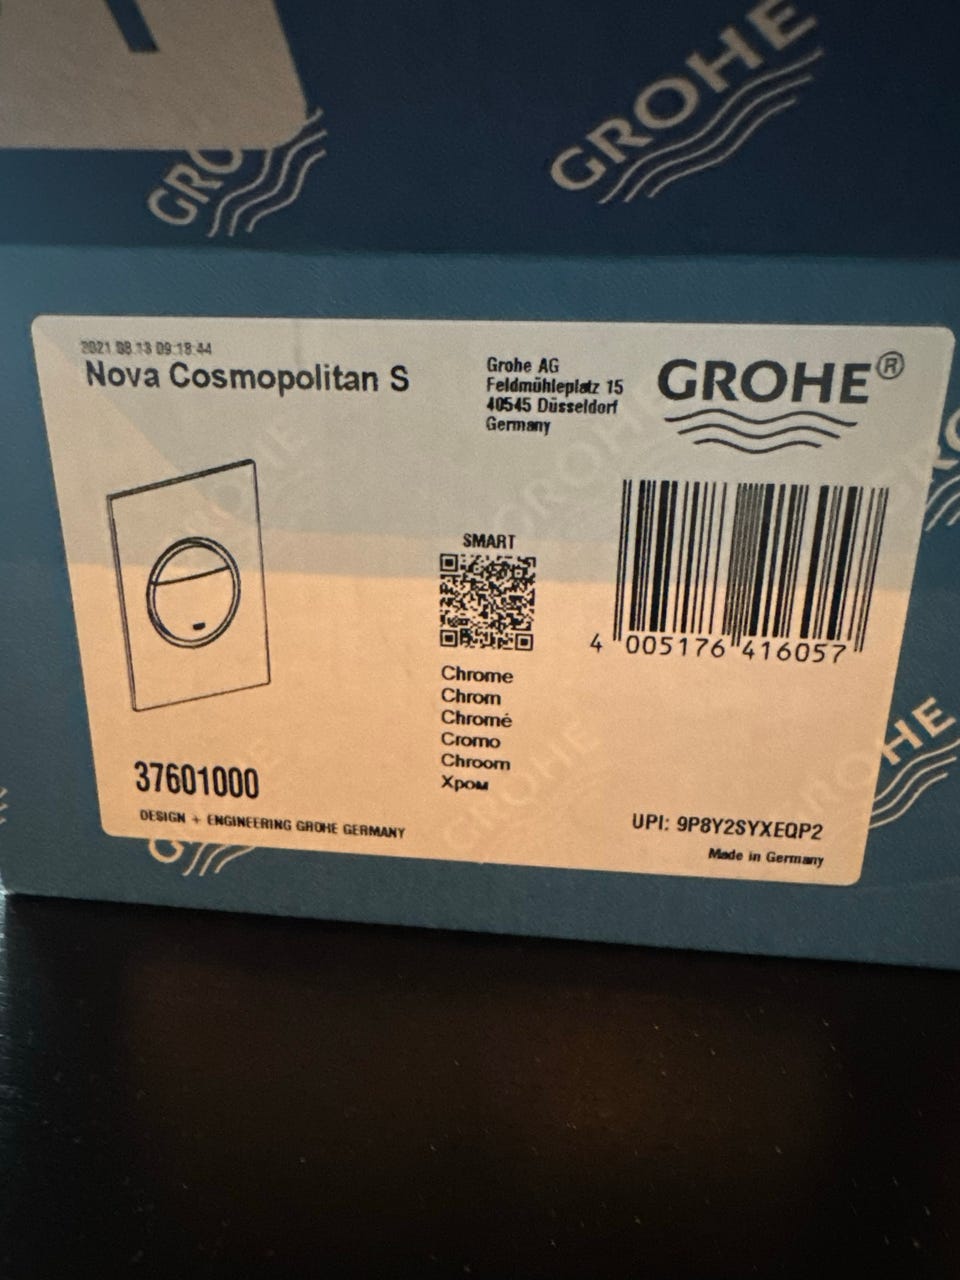 GROHE
GRO
2021.08.13 09:18:44
Nova Cosmopolitan S
Grohe AG
Feldmühleplatz 15
40545 Düsseldorf
Germany
GROHE®
SMART
4 005176 416057
Chrome
Chrom
Chromé
Cromo
Chroom
Хром
37601000
DESIGN + ENGINEERING GROHE GERMANY
UPI: 9P8Y2SYXEQP2
Made in Germany
GROHE